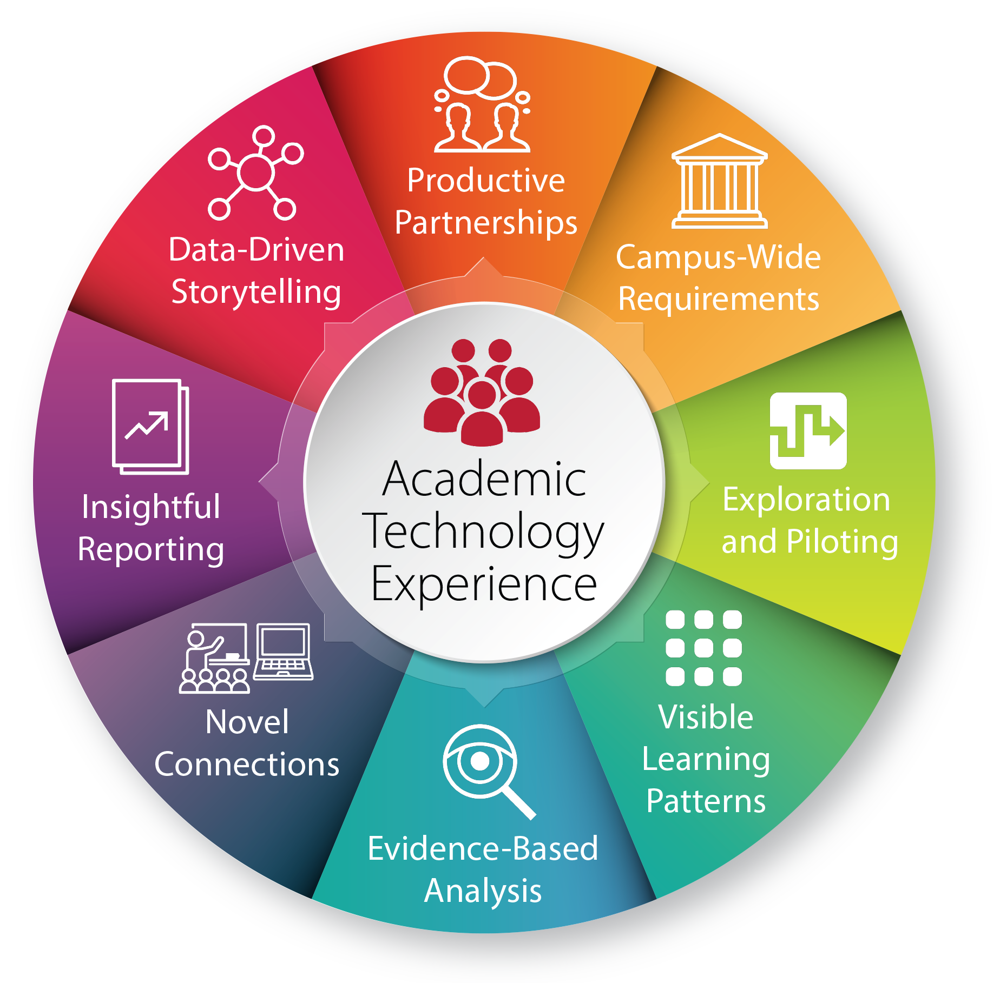 Productive
Partnerships
Campus-Wide
Requirements
Exploration
and Piloting
Visible
Learning
Patterns
Evidence-Based
Analysis
Novel
Connections
Insightful
Reporting
Data-Driven
Storytelling
Academic
Technology
Experience